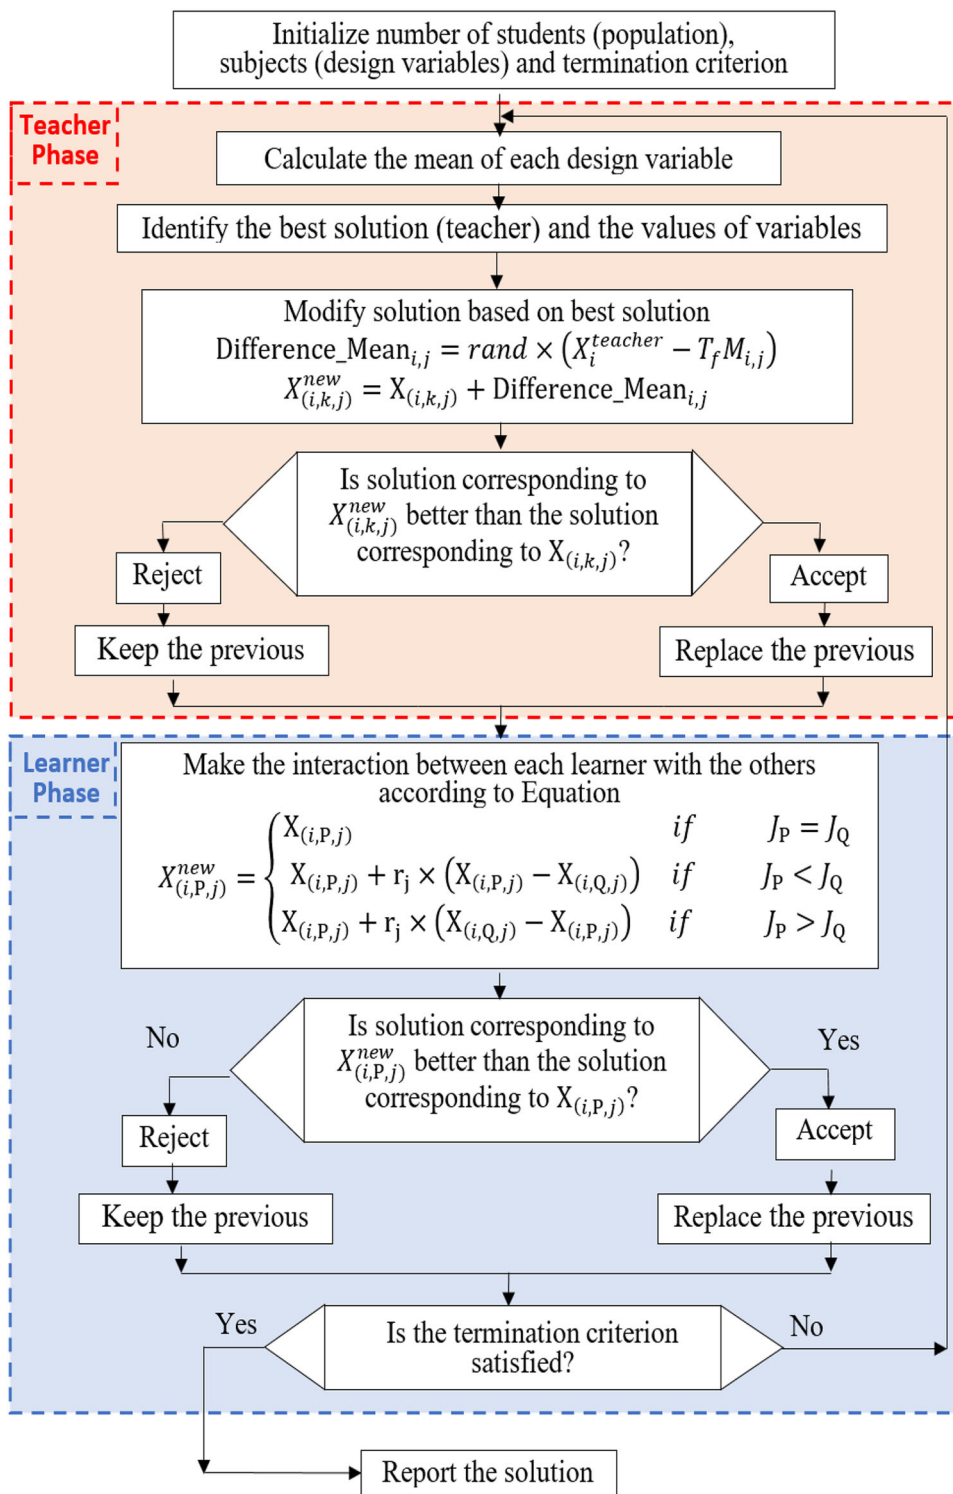 Initialize number of students (population),
subjects (design variables) and termination criterion
Teacher
Phase
Calculate the mean of each design variable
Identify the best solution (teacher) and the values of variables
Modify solution based on best solution
Difference_Mean_{i,j} = rand × (X_i^{teacher} − T_f M_{i,j})
X_{(i,k,j)}^{new} = X_{(i,k,j)} + Difference_Mean_{i,j}
Is solution corresponding to
X_{(i,k,j)}^{new} better than the solution
corresponding to X_{(i,k,j)}?
Reject
Accept
Keep the previous
Replace the previous
Learner
Phase
Make the interaction between each learner with the others
according to Equation
X_{(i,P,j)}^{new} = {
X_{(i,P,j)} if J_P = J_Q
X_{(i,P,j)} + r_j × (X_{(i,P,j)} − X_{(i,Q,j)}) if J_P < J_Q
X_{(i,P,j)} + r_j × (X_{(i,Q,j)} − X_{(i,P,j)}) if J_P > J_Q
No
Is solution corresponding to
X_{(i,P,j)}^{new} better than the solution
corresponding to X_{(i,P,j)}?
Yes
Reject
Accept
Keep the previous
Replace the previous
Yes
Is the termination criterion
satisfied?
No
Report the solution